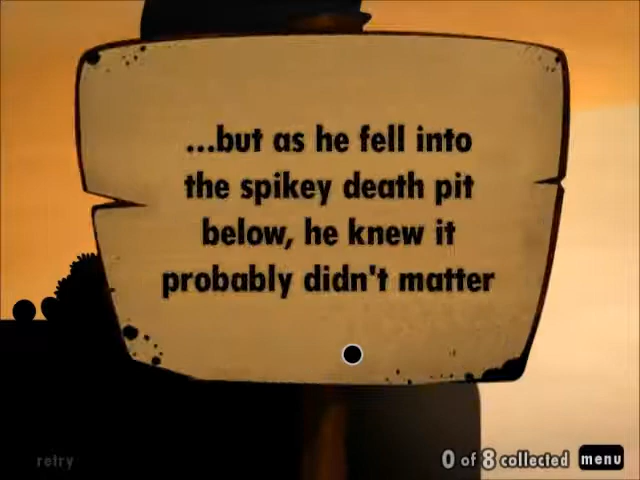 ...but as he fell into
the spikey death pit
below, he knew it
probably didn't matter
retry
0 of 8 collected menu